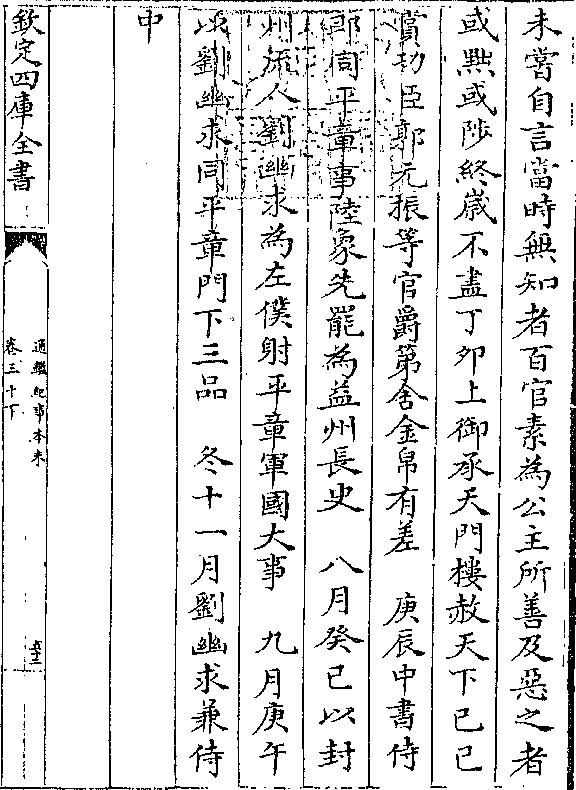 未嘗自言當時無知者百官素為公主所善及惡之者
或黜或陟終歲不盡丁夘上御承天門樓赦天下己巳
賞功臣郭元振等官爵第舍金帛有差　庚辰中書侍
郎同平章事陸象先罷為益州長史　八月癸巳以封
州流人劉幽求為左僕射平章軍國大事　九月庚午
以劉幽求同平章門下三品　冬十一月劉幽求兼侍
中
欽定四庫全書
通鑑紀事本末
卷三十下